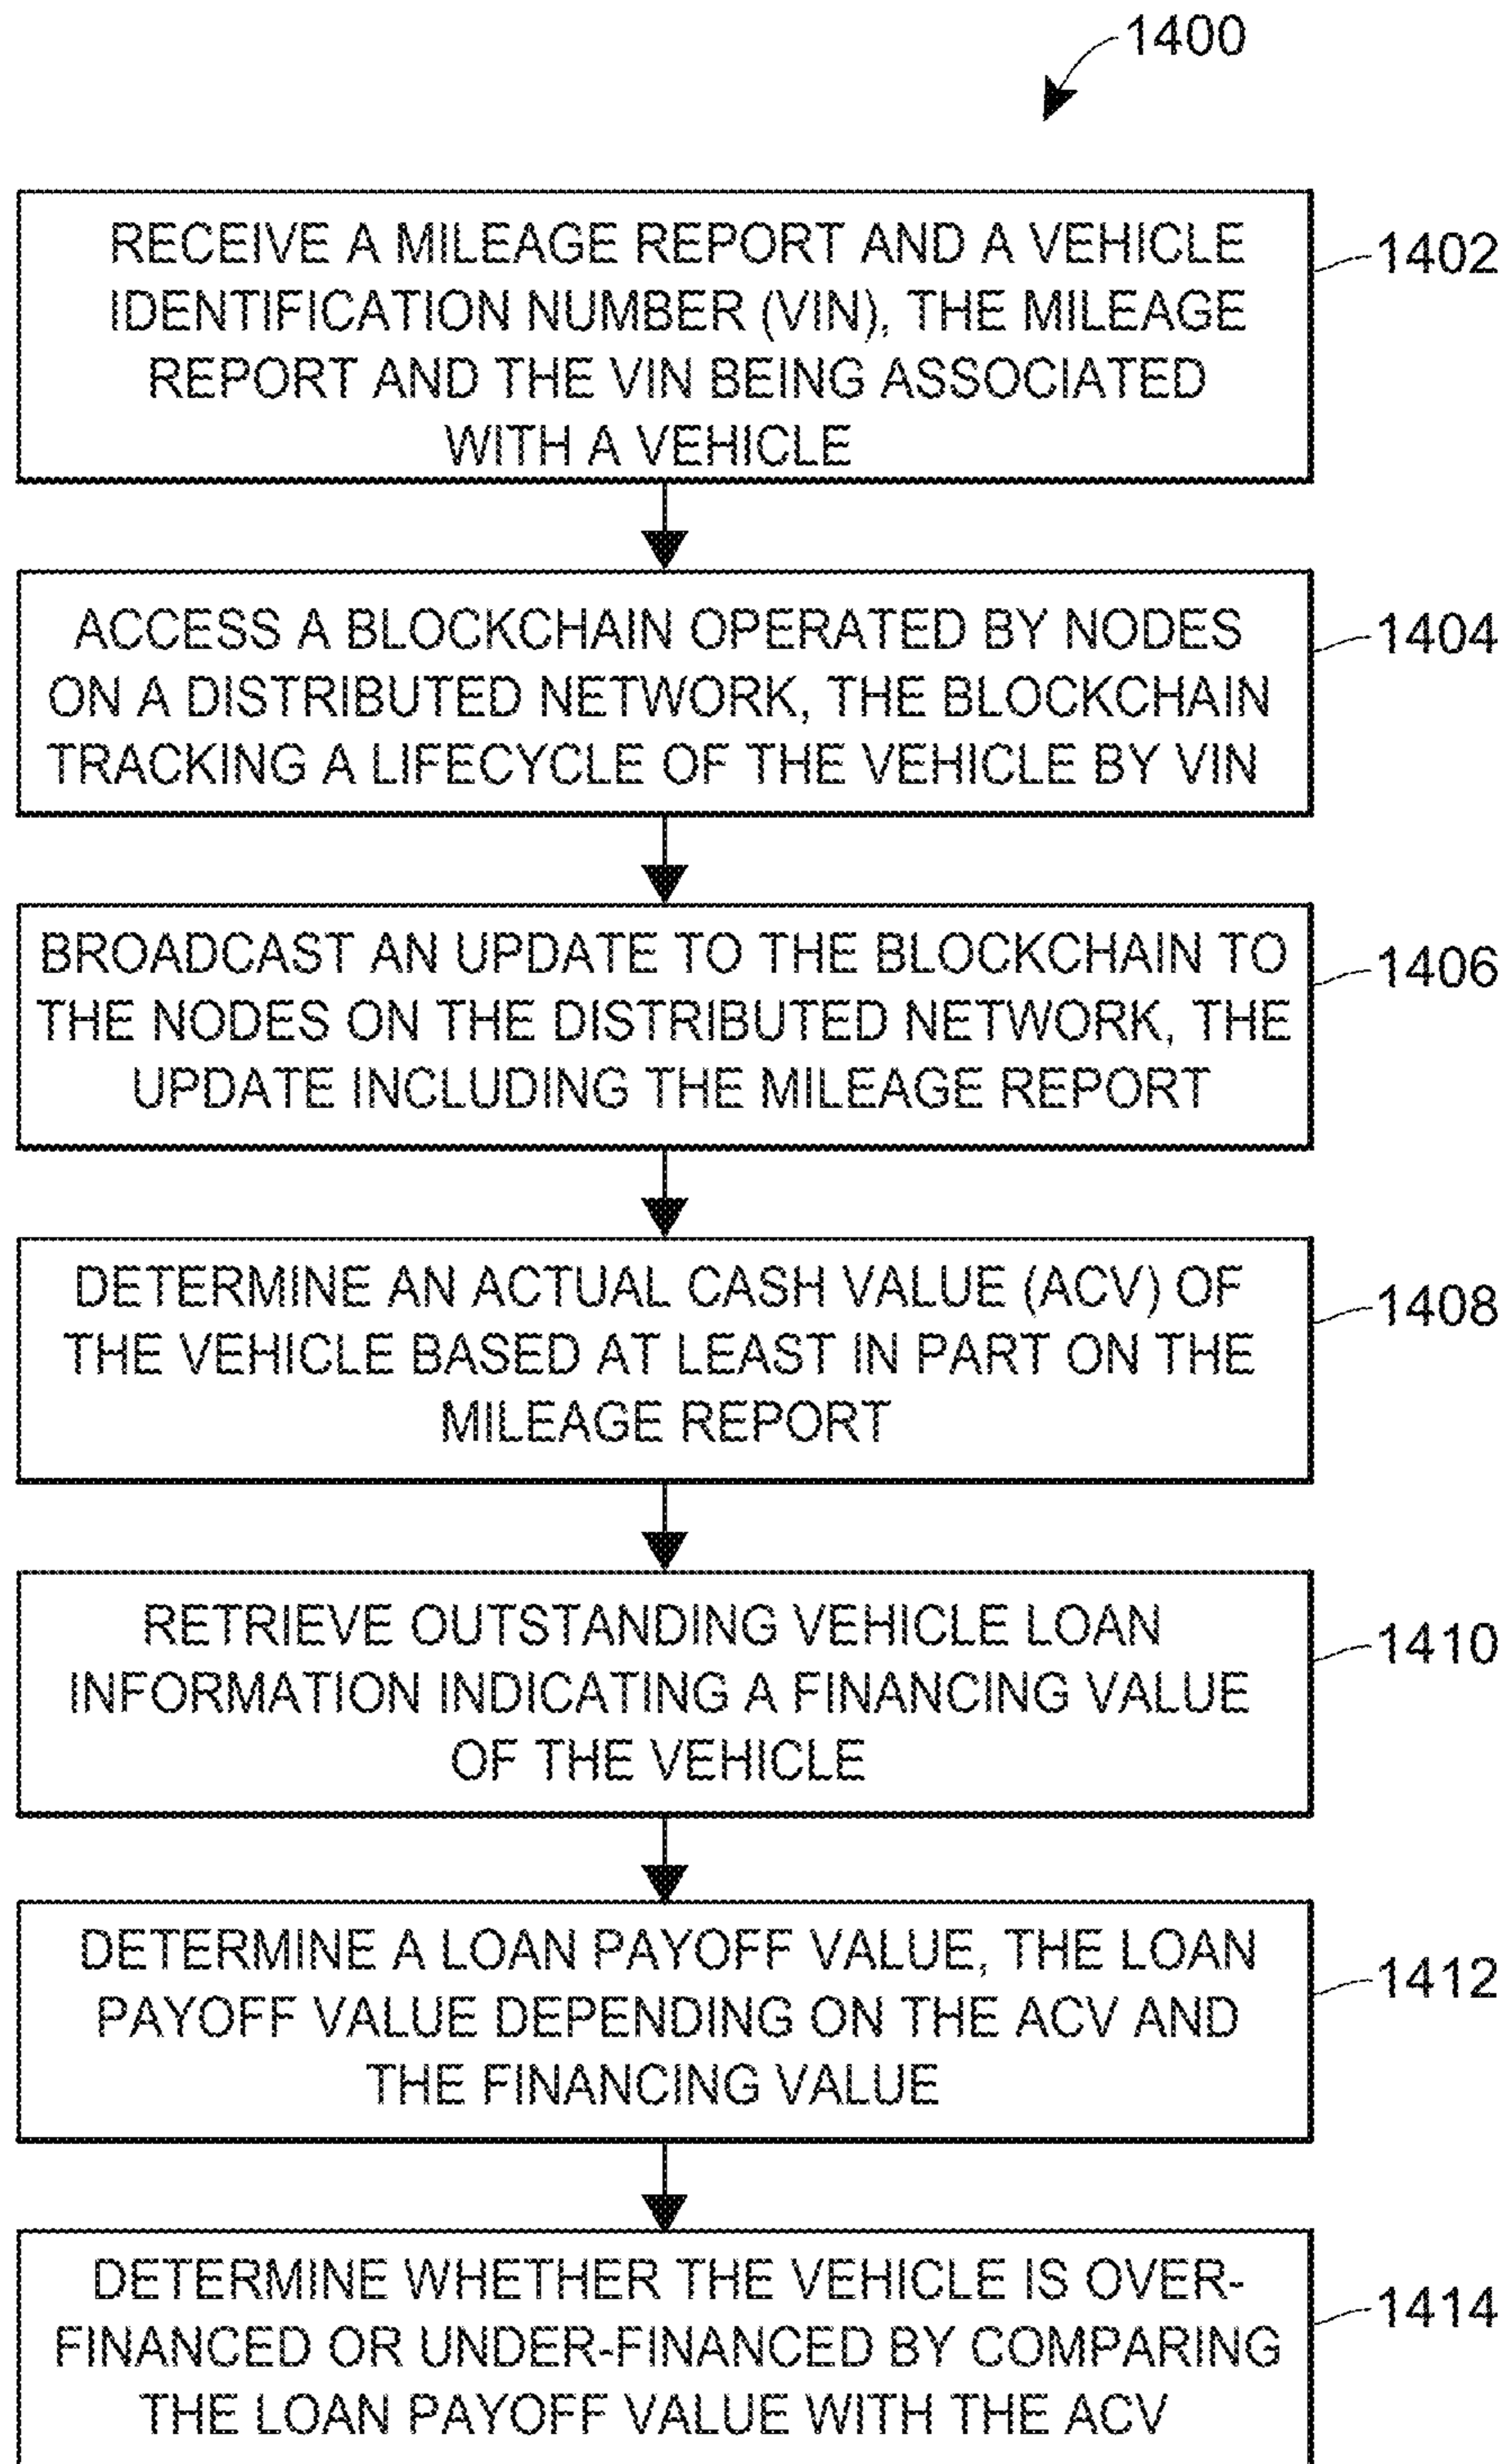 1400
RECEIVE A MILEAGE REPORT AND A VEHICLE
IDENTIFICATION NUMBER (VIN), THE MILEAGE
REPORT AND THE VIN BEING ASSOCIATED
WITH A VEHICLE
1402
ACCESS A BLOCKCHAIN OPERATED BY NODES
ON A DISTRIBUTED NETWORK, THE BLOCKCHAIN
TRACKING A LIFECYCLE OF THE VEHICLE BY VIN
1404
BROADCAST AN UPDATE TO THE BLOCKCHAIN TO
THE NODES ON THE DISTRIBUTED NETWORK, THE
UPDATE INCLUDING THE MILEAGE REPORT
1406
DETERMINE AN ACTUAL CASH VALUE (ACV) OF
THE VEHICLE BASED AT LEAST IN PART ON THE
MILEAGE REPORT
1408
RETRIEVE OUTSTANDING VEHICLE LOAN
INFORMATION INDICATING A FINANCING VALUE
OF THE VEHICLE
1410
DETERMINE A LOAN PAYOFF VALUE, THE LOAN
PAYOFF VALUE DEPENDING ON THE ACV AND
THE FINANCING VALUE
1412
DETERMINE WHETHER THE VEHICLE IS OVER-
FINANCED OR UNDER-FINANCED BY COMPARING
THE LOAN PAYOFF VALUE WITH THE ACV
1414